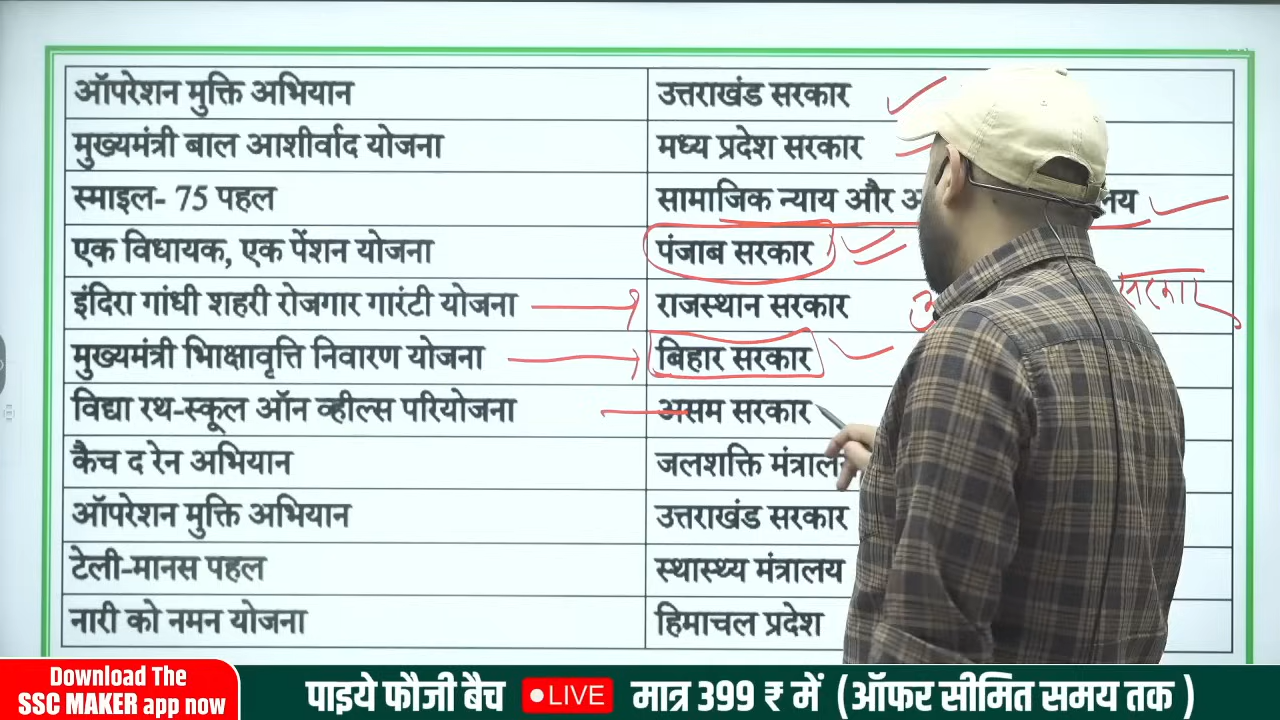 ऑपरेशन मुक्ति अभियान उत्तराखंड सरकार
मुख्यमंत्री बाल आशीर्वाद योजना मध्य प्रदेश सरकार
स्माइल- 75 पहल सामाजिक न्याय और
एक विधायक, एक पेंशन योजना पंजाब सरकार
इंदिरा गांधी शहरी रोजगार गारंटी योजना राजस्थान सरकार सरकार
मुख्यमंत्री भिाक्षावृत्ति निवारण योजना बिहार सरकार
विद्या रथ-स्कूल ऑन व्हील्स परियोजना असम सरकार
कैच द रेन अभियान जलशक्ति
ऑपरेशन मुक्ति अभियान उत्तराखंड सरकार
टेली-मानस पहल स्थास्थ्य मंत्रालय
नारी को नमन योजना हिमाचल प्रदेश
Download The
SSC MAKER app now
पाइये फौजी बैच LIVE मात्र 399 ₹ में (ऑफर सीमित समय तक )